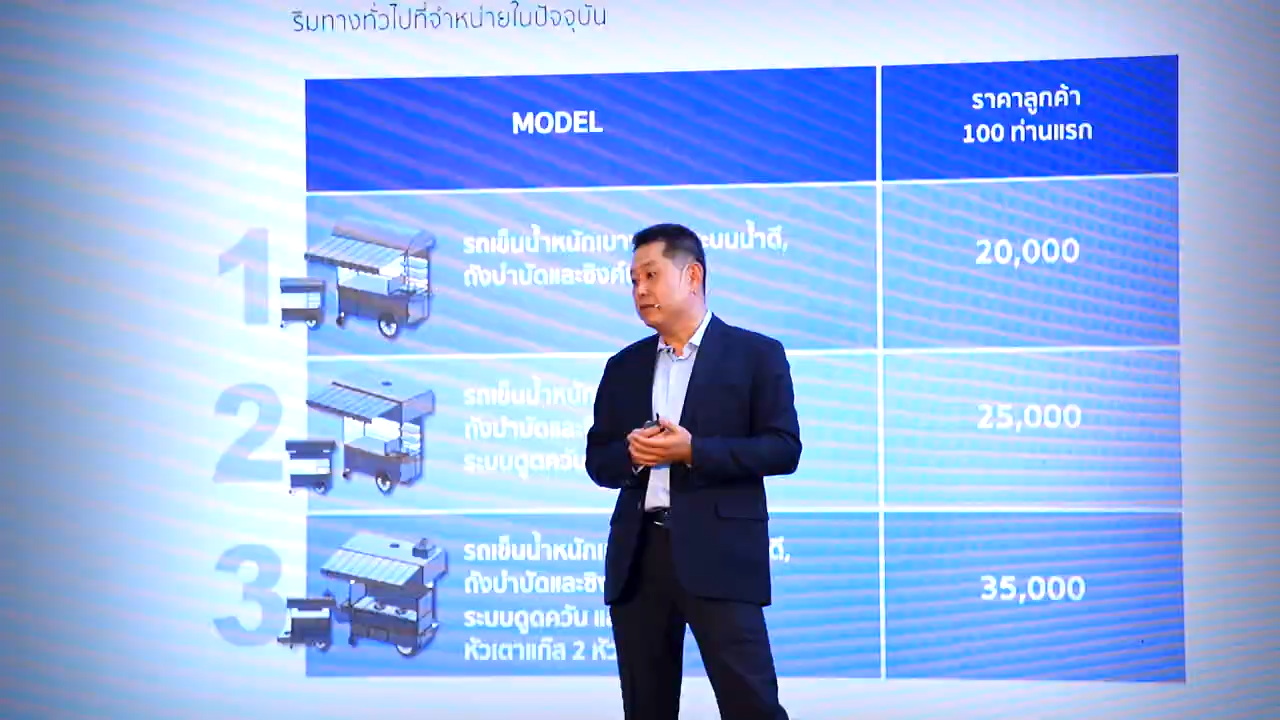 ริมทางทั่วไปที่จำหน่ายในปัจจุบัน
MODEL
ราคาลูกค้า
100 ท่านแรก
1
รถเข็นน้ำหนักเบา ระบบน้ำดี,
ถังบำบัดและซิงค์
20,000
2
รถเข็นน้ำหนัก
ถังบำบัดและ
ระบบดูดควัน
25,000
3
รถเข็นน้ำหนัก ดี,
ถังบำบัดและซิง
ระบบดูดควัน และ
หัวเตาแก๊ส 2 หัว
35,000